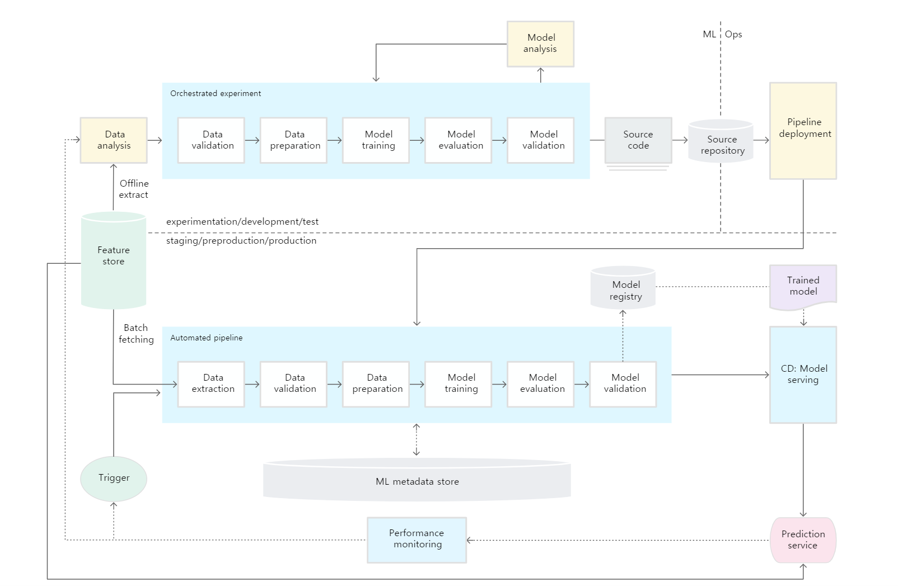 Model
analysis
ML
Ops
Orchestrated experiment
Data
analysis
Data
validation
Data
preparation
Model
training
Model
evaluation
Model
validation
Source
code
Source
repository
Pipeline
deployment
Offline
extract
experimentation/development/test
staging/preproduction/production
Feature
store
Model
registry
Trained
model
Batch
fetching
Automated pipeline
Data
extraction
Data
validation
Data
preparation
Model
training
Model
evaluation
Model
validation
CD: Model
serving
Trigger
ML metadata store
Performance
monitoring
Prediction
service